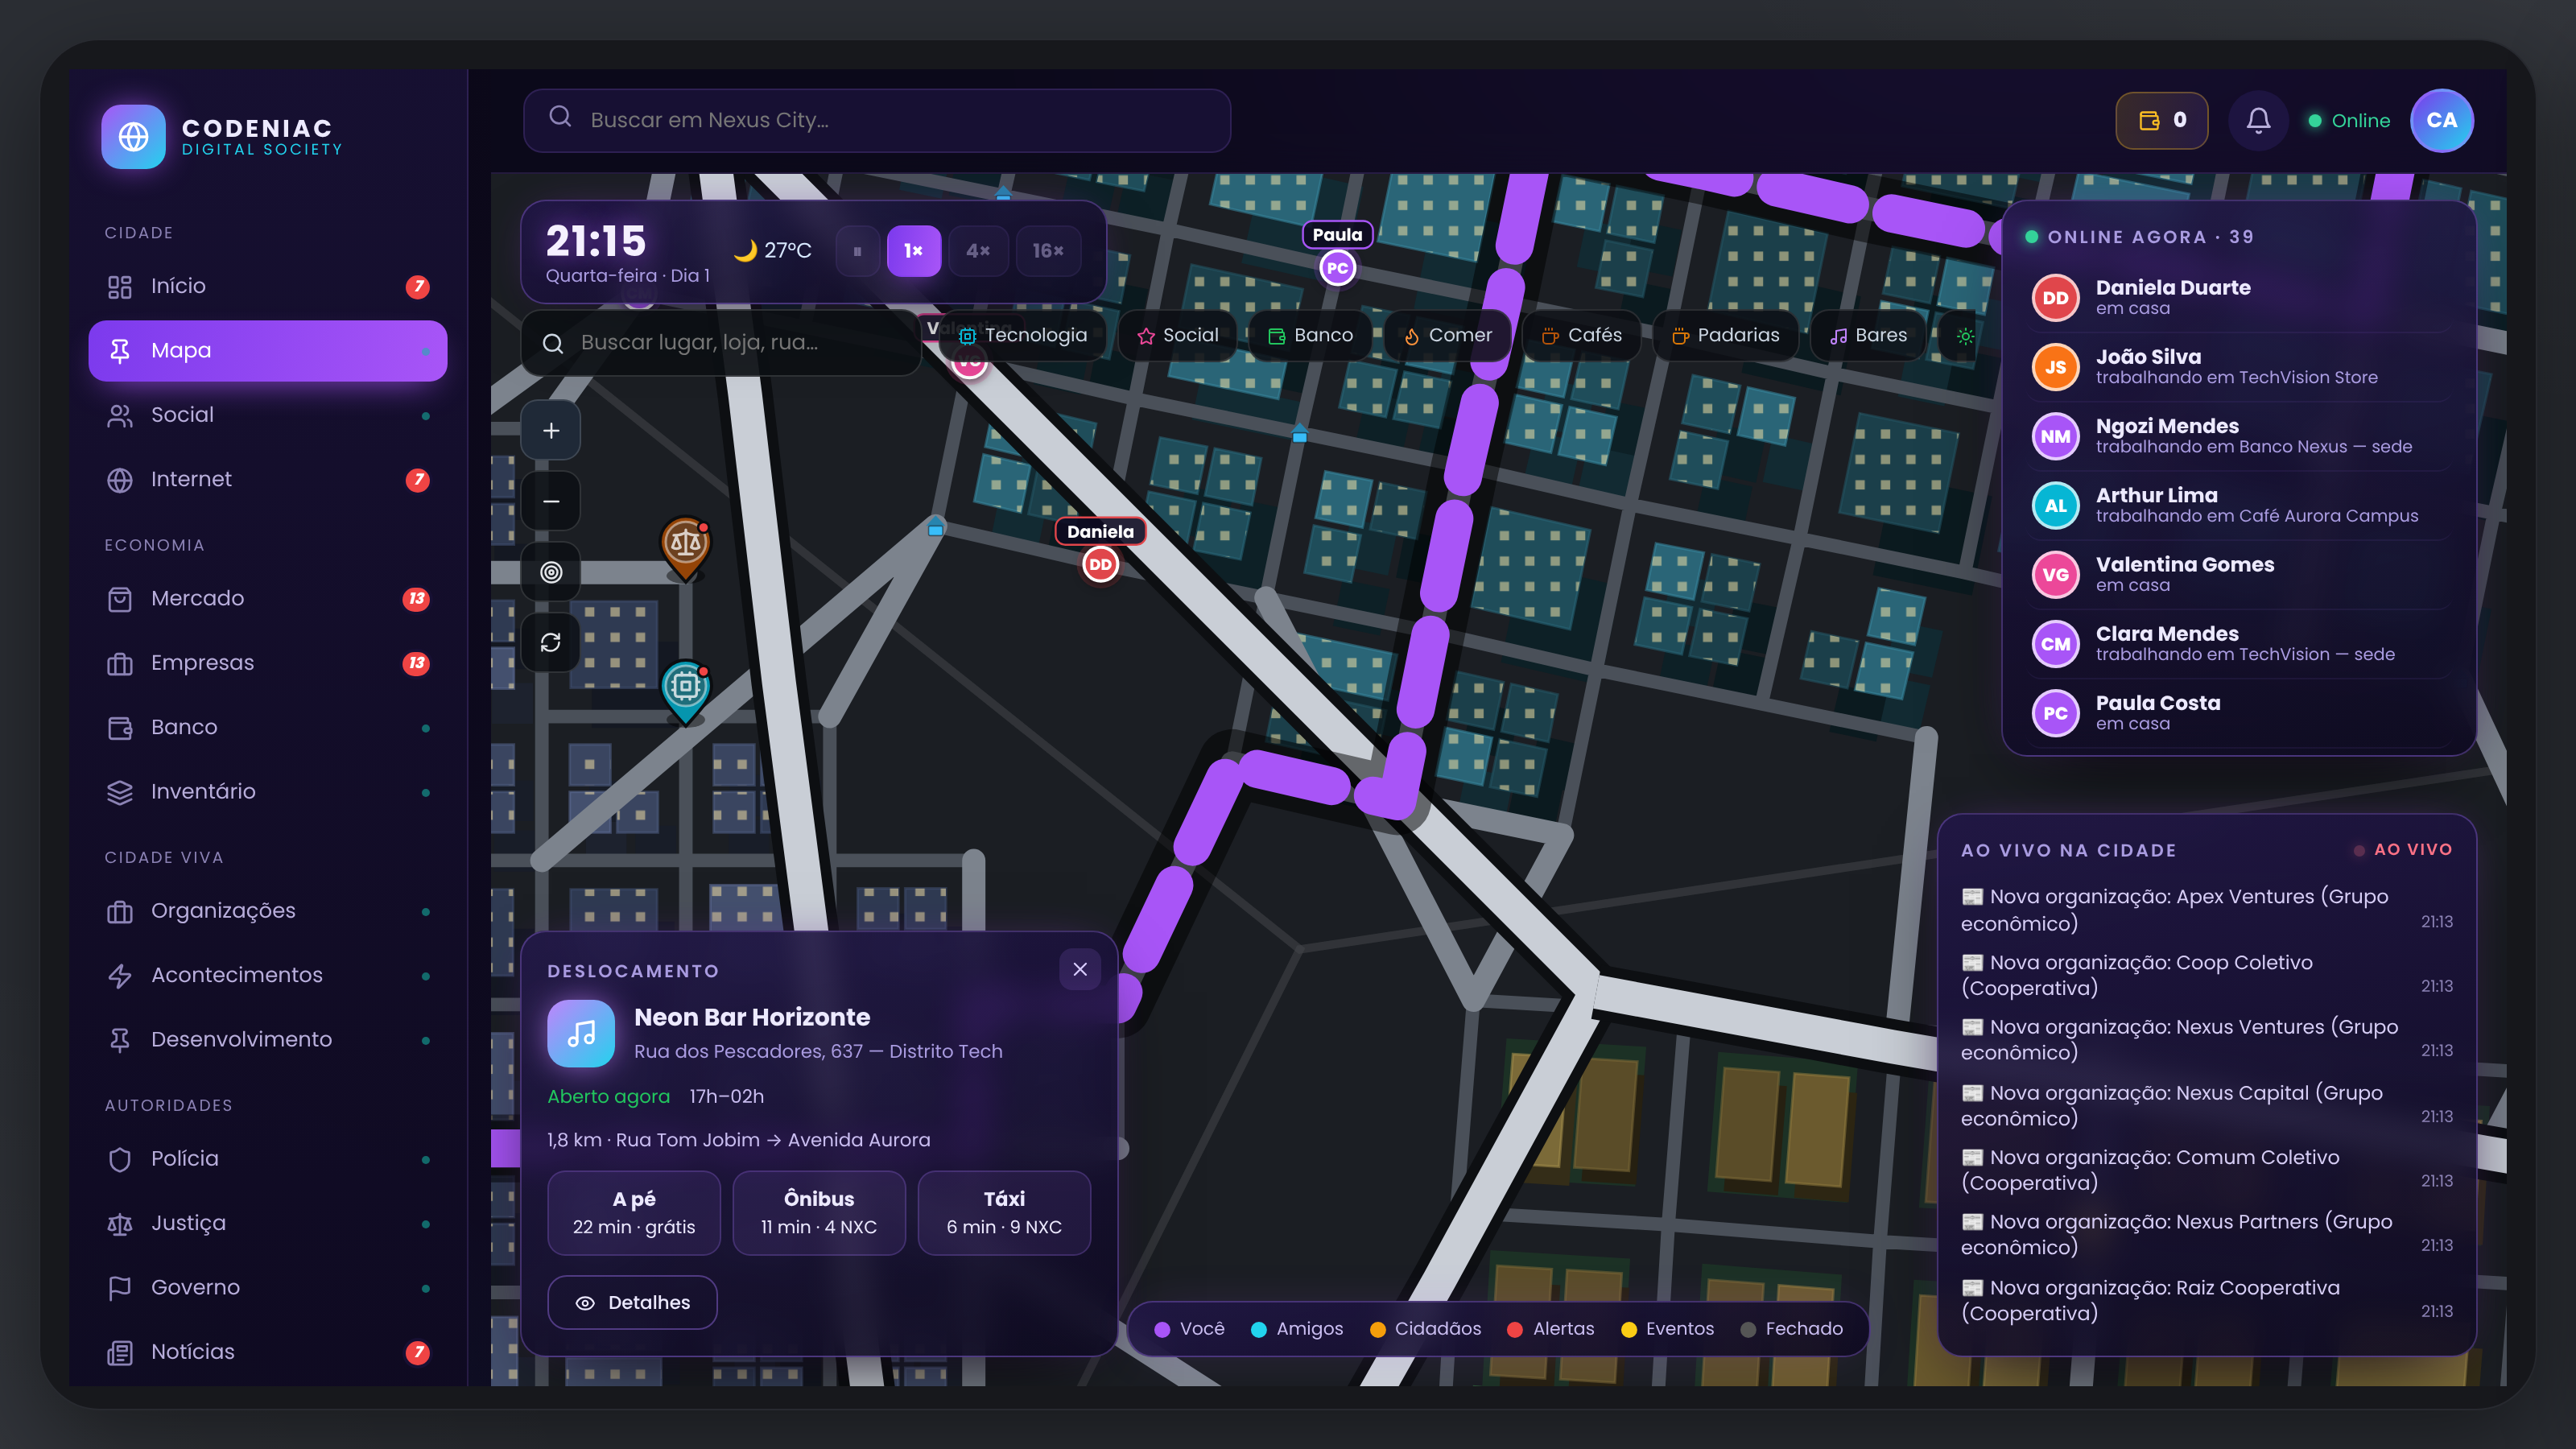 CODENIAC
DIGITAL SOCIETY
CIDADE
Início
7
Mapa
Social
Internet
7
ECONOMIA
Mercado
13
Empresas
13
Banco
Inventário
CIDADE VIVA
Organizações
Acontecimentos
Desenvolvimento
AUTORIDADES
Polícia
Justiça
Governo
Notícias
7
Buscar em Nexus City...
0
Online
CA
21:15
Quarta-feira · Dia 1
27°C
1×
4×
16×
Buscar lugar, loja, rua...
Tecnologia
Social
Banco
Comer
Cafés
Padarias
Bares
Paula
PC
Valentina
VG
Daniela
DD
ONLINE AGORA · 39
DD
Daniela Duarte
em casa
JS
João Silva
trabalhando em TechVision Store
NM
Ngozi Mendes
trabalhando em Banco Nexus — sede
AL
Arthur Lima
trabalhando em Café Aurora Campus
VG
Valentina Gomes
em casa
CM
Clara Mendes
trabalhando em TechVision — sede
PC
Paula Costa
em casa
AO VIVO NA CIDADE
AO VIVO
Nova organização: Apex Ventures (Grupo
econômico)
21:13
Nova organização: Coop Coletivo
(Cooperativa)
21:13
Nova organização: Nexus Ventures (Grupo
econômico)
21:13
Nova organização: Nexus Capital (Grupo
econômico)
21:13
Nova organização: Comum Coletivo
(Cooperativa)
21:13
Nova organização: Nexus Partners (Grupo
econômico)
21:13
Nova organização: Raiz Cooperativa
(Cooperativa)
21:13
DESLOCAMENTO
Neon Bar Horizonte
Rua dos Pescadores, 637 — Distrito Tech
Aberto agora 17h–02h
1,8 km · Rua Tom Jobim → Avenida Aurora
A pé
22 min · grátis
Ônibus
11 min · 4 NXC
Táxi
6 min · 9 NXC
Detalhes
Você
Amigos
Cidadãos
Alertas
Eventos
Fechado